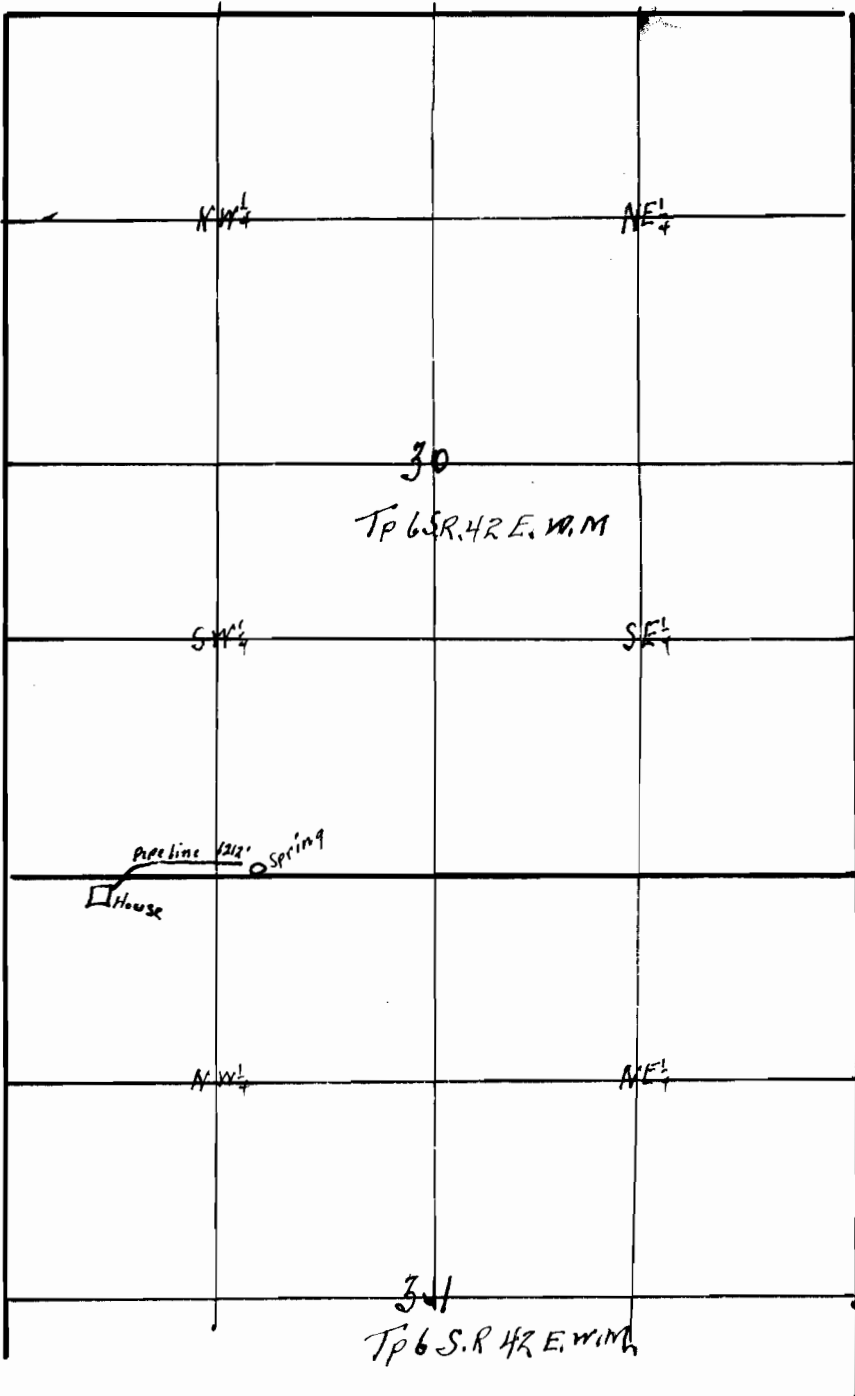 NW¼
NE¼
30
Tp 6 S.R. 42 E. W.M
SW¼
SE¼
Pipeline 1212'
Spring
House
NW¼
NE¼
31
Tp 6 S.R 42 E. W.M.